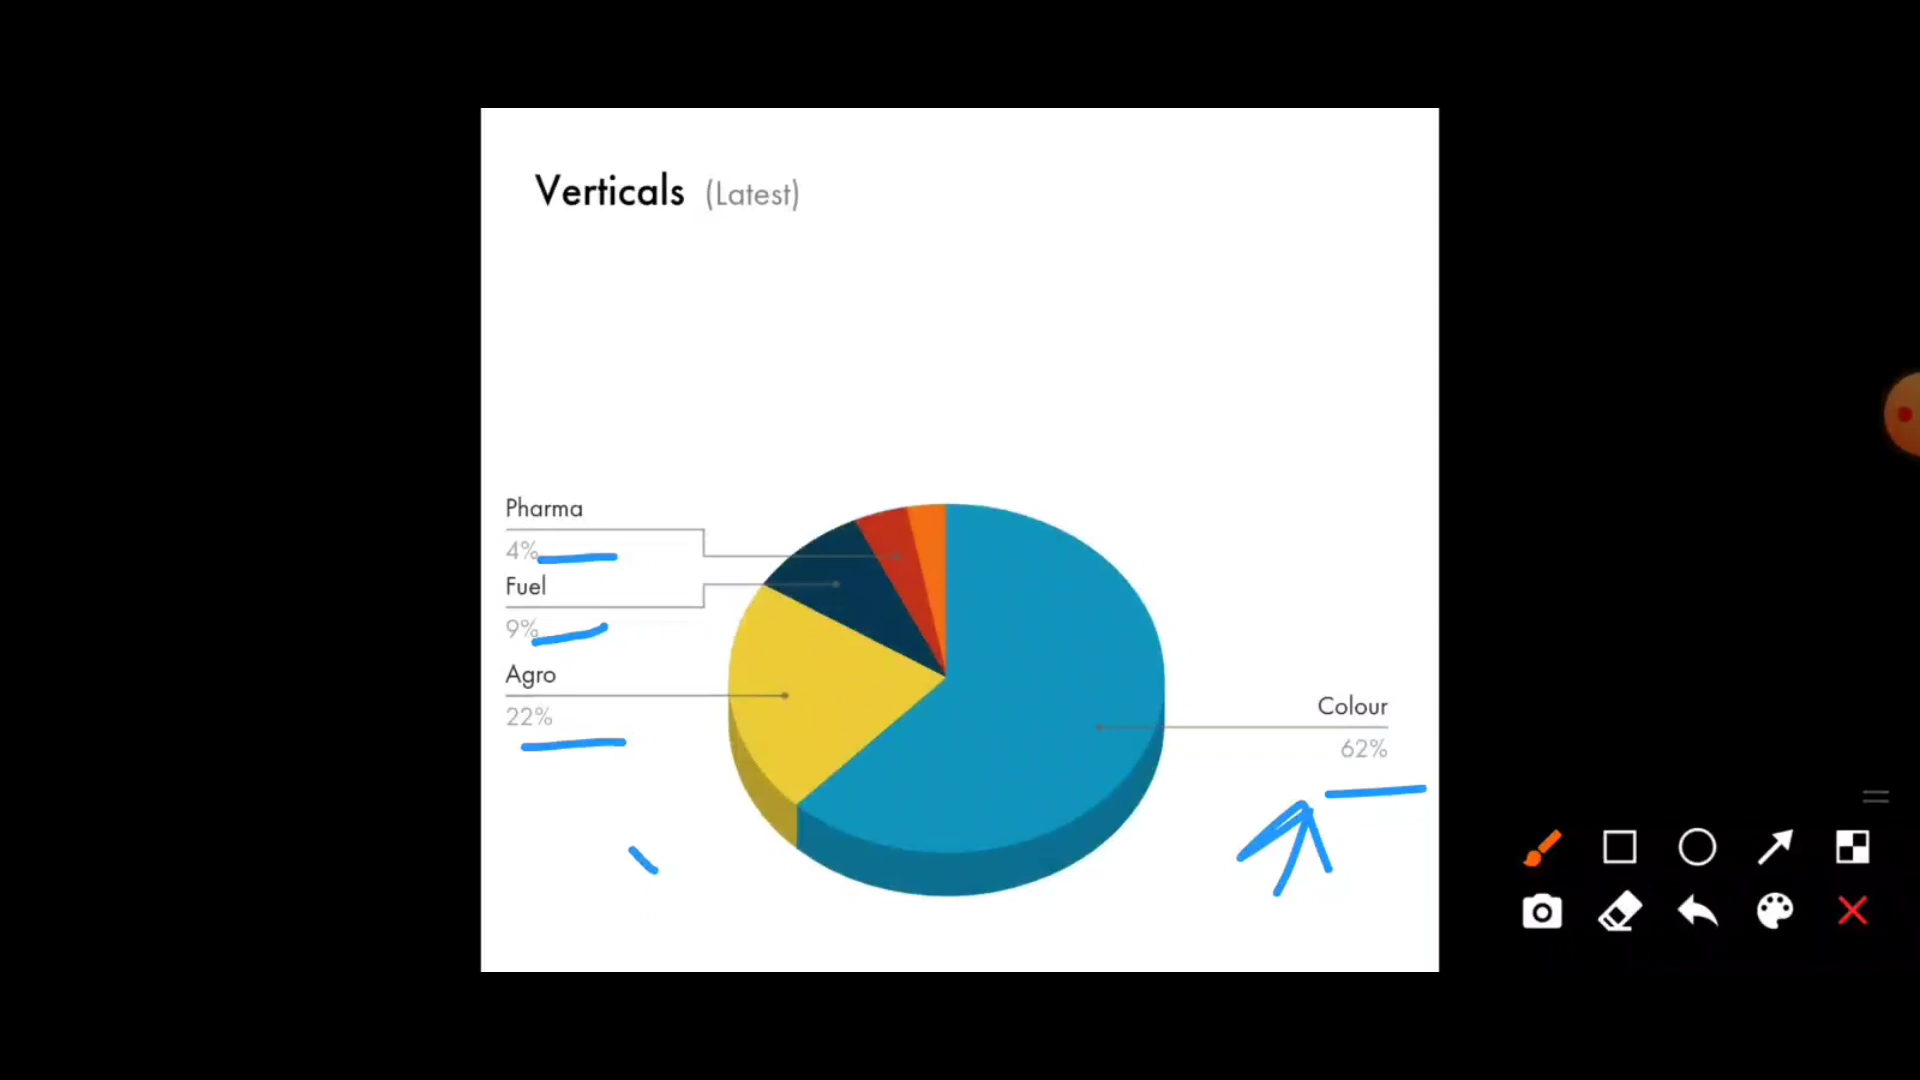 Verticals (Latest)
Pharma
4%
Fuel
9%
Agro
22%
Colour
62%